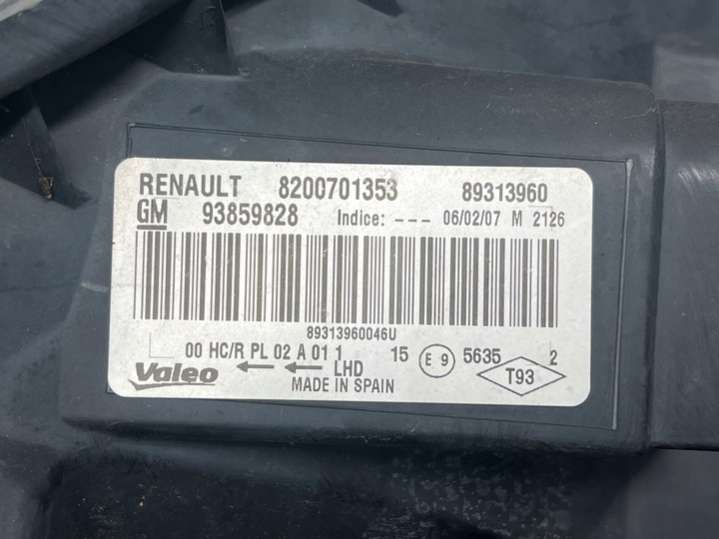 RENAULT 8200701353 89313960
GM 93859828 Indice: --- 06/02/07 M 2126
89313960046U
00 HC/R PL 02 A 01 1 15 E 9 5635 2
Valeo LHD T93
MADE IN SPAIN